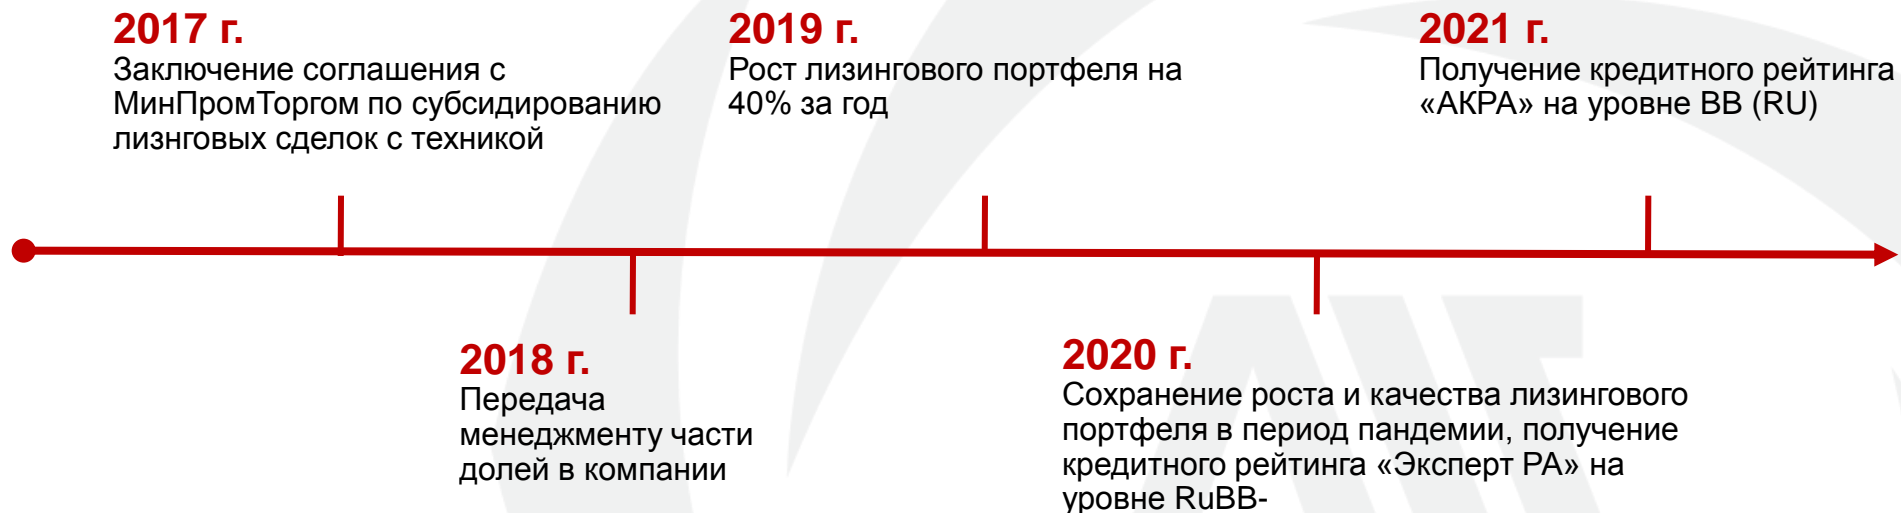 2017 г.
Заключение соглашения с
МинПромТоргом по субсидированию
лизнговых сделок с техникой
2018 г.
Передача
менеджменту части
долей в компании
2019 г.
Рост лизингового портфеля на
40% за год
2020 г.
Сохранение роста и качества лизингового
портфеля в период пандемии, получение
кредитного рейтинга «Эксперт РА» на
уровне RuBB-
2021 г.
Получение кредитного рейтинга
«АКРА» на уровне BB (RU)